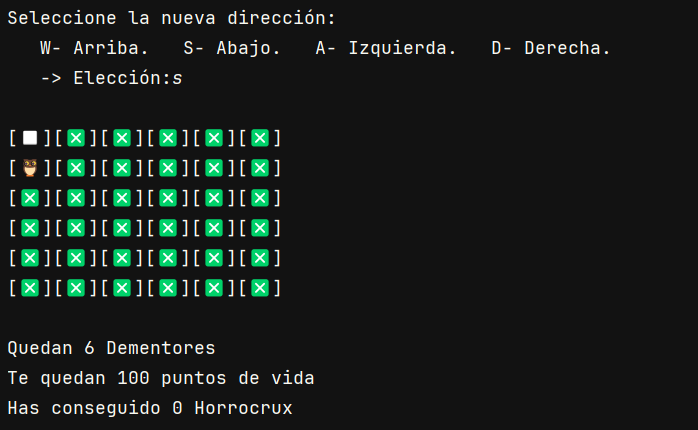 Seleccione la nueva dirección:
W- Arriba. S- Abajo. A- Izquierda. D- Derecha.
-> Elección:s
[⬜][❎][❎][❎][❎][❎]
[🦉][❎][❎][❎][❎][❎]
[❎][❎][❎][❎][❎][❎]
[❎][❎][❎][❎][❎][❎]
[❎][❎][❎][❎][❎][❎]
[❎][❎][❎][❎][❎][❎]
Quedan 6 Dementores
Te quedan 100 puntos de vida
Has conseguido 0 Horrocrux